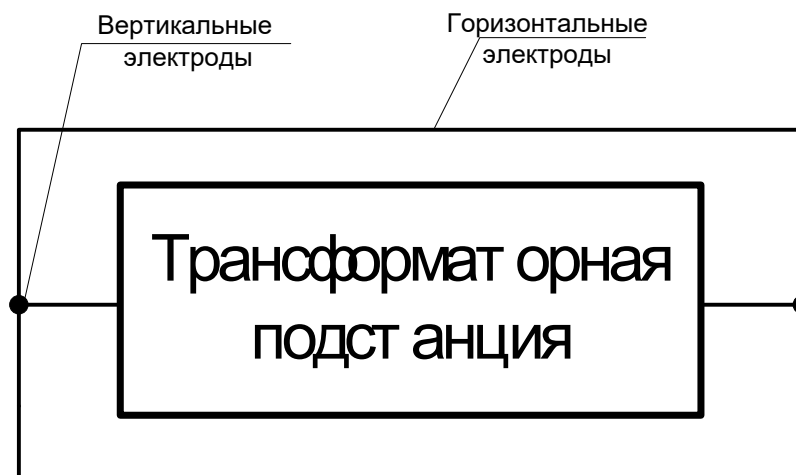 Вертикальные
электроды
Горизонтальные
электроды
Трансформат орная
подст анция